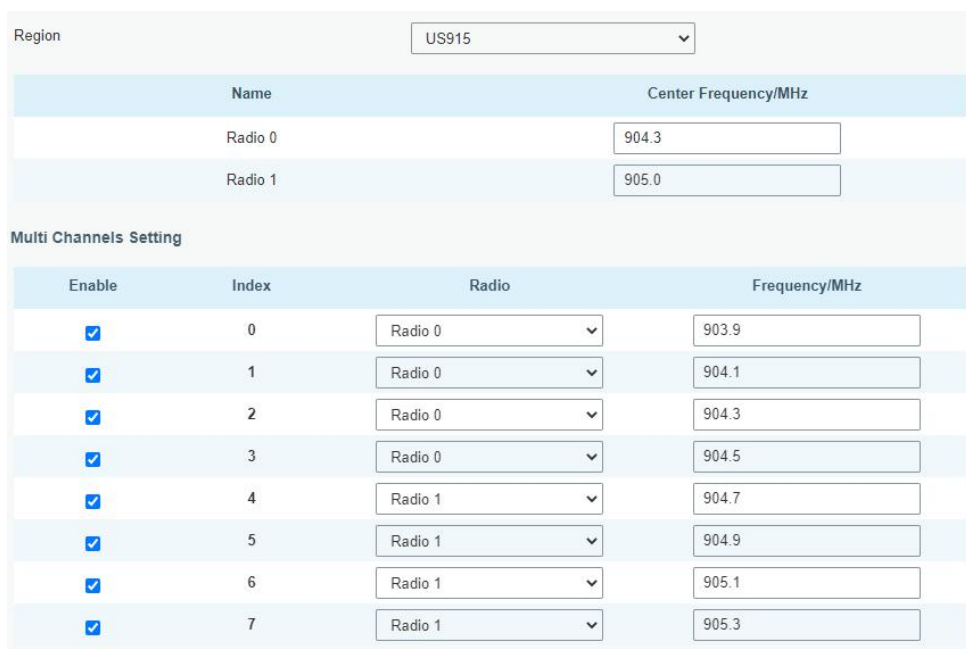 Region US915
Name Center Frequency/MHz
Radio 0 904.3
Radio 1 905.0
Multi Channels Setting
Enable Index Radio Frequency/MHz
0 Radio 0 903.9
1 Radio 0 904.1
2 Radio 0 904.3
3 Radio 0 904.5
4 Radio 1 904.7
5 Radio 1 904.9
6 Radio 1 905.1
7 Radio 1 905.3